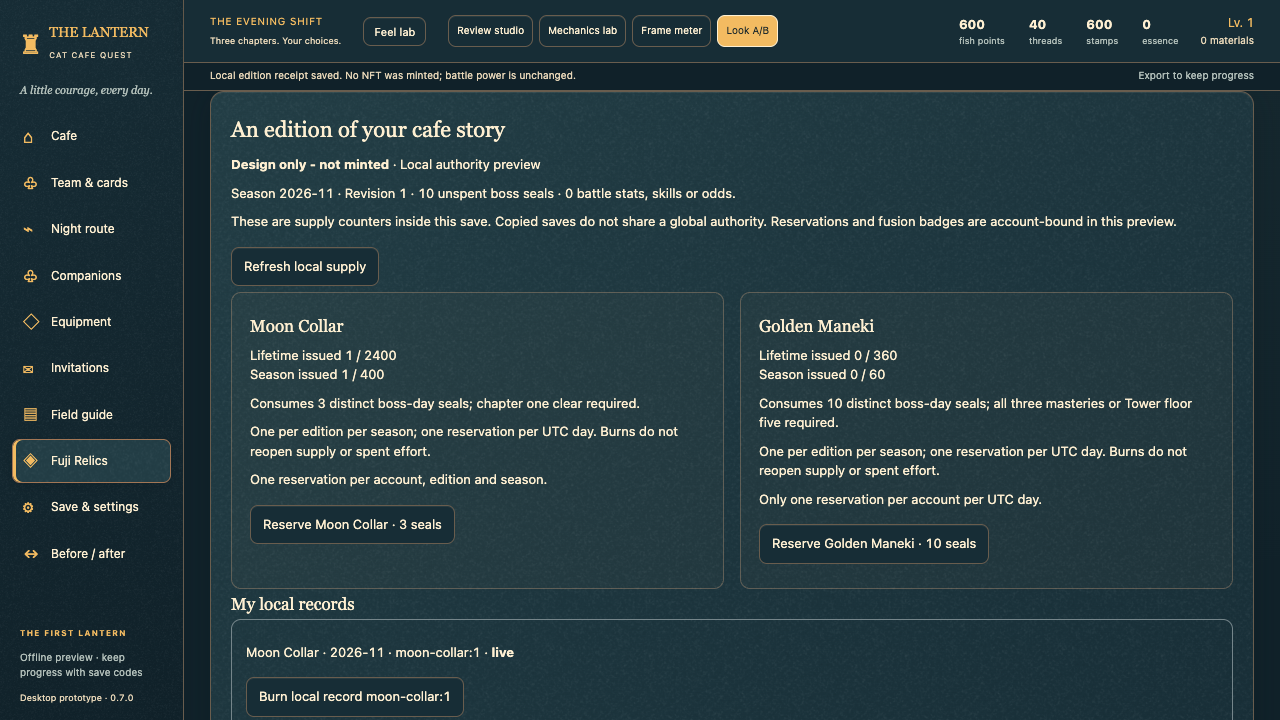 THE LANTERN
CAT CAFE QUEST
A little courage, every day.
Cafe
Team & cards
Night route
Companions
Equipment
Invitations
Field guide
Fuji Relics
Save & settings
Before / after
THE FIRST LANTERN
Offline preview · keep
progress with save codes
Desktop prototype · 0.7.0
THE EVENING SHIFT
Three chapters. Your choices.
Feel lab
Review studio
Mechanics lab
Frame meter
Look A/B
600
fish points
40
threads
600
stamps
0
essence
Lv. 1
0 materials
Local edition receipt saved. No NFT was minted; battle power is unchanged.
Export to keep progress
An edition of your cafe story
Design only - not minted · Local authority preview
Season 2026-11 · Revision 1 · 10 unspent boss seals · 0 battle stats, skills or odds.
These are supply counters inside this save. Copied saves do not share a global authority. Reservations and fusion badges are account-bound in this preview.
Refresh local supply
Moon Collar
Lifetime issued 1 / 2400
Season issued 1 / 400
Consumes 3 distinct boss-day seals; chapter one clear required.
One per edition per season; one reservation per UTC day. Burns do not
reopen supply or spent effort.
One reservation per account, edition and season.
Reserve Moon Collar · 3 seals
Golden Maneki
Lifetime issued 0 / 360
Season issued 0 / 60
Consumes 10 distinct boss-day seals; all three masteries or Tower floor
five required.
One per edition per season; one reservation per UTC day. Burns do not
reopen supply or spent effort.
Only one reservation per account per UTC day.
Reserve Golden Maneki · 10 seals
My local records
Moon Collar · 2026-11 · moon-collar:1 · live
Burn local record moon-collar:1